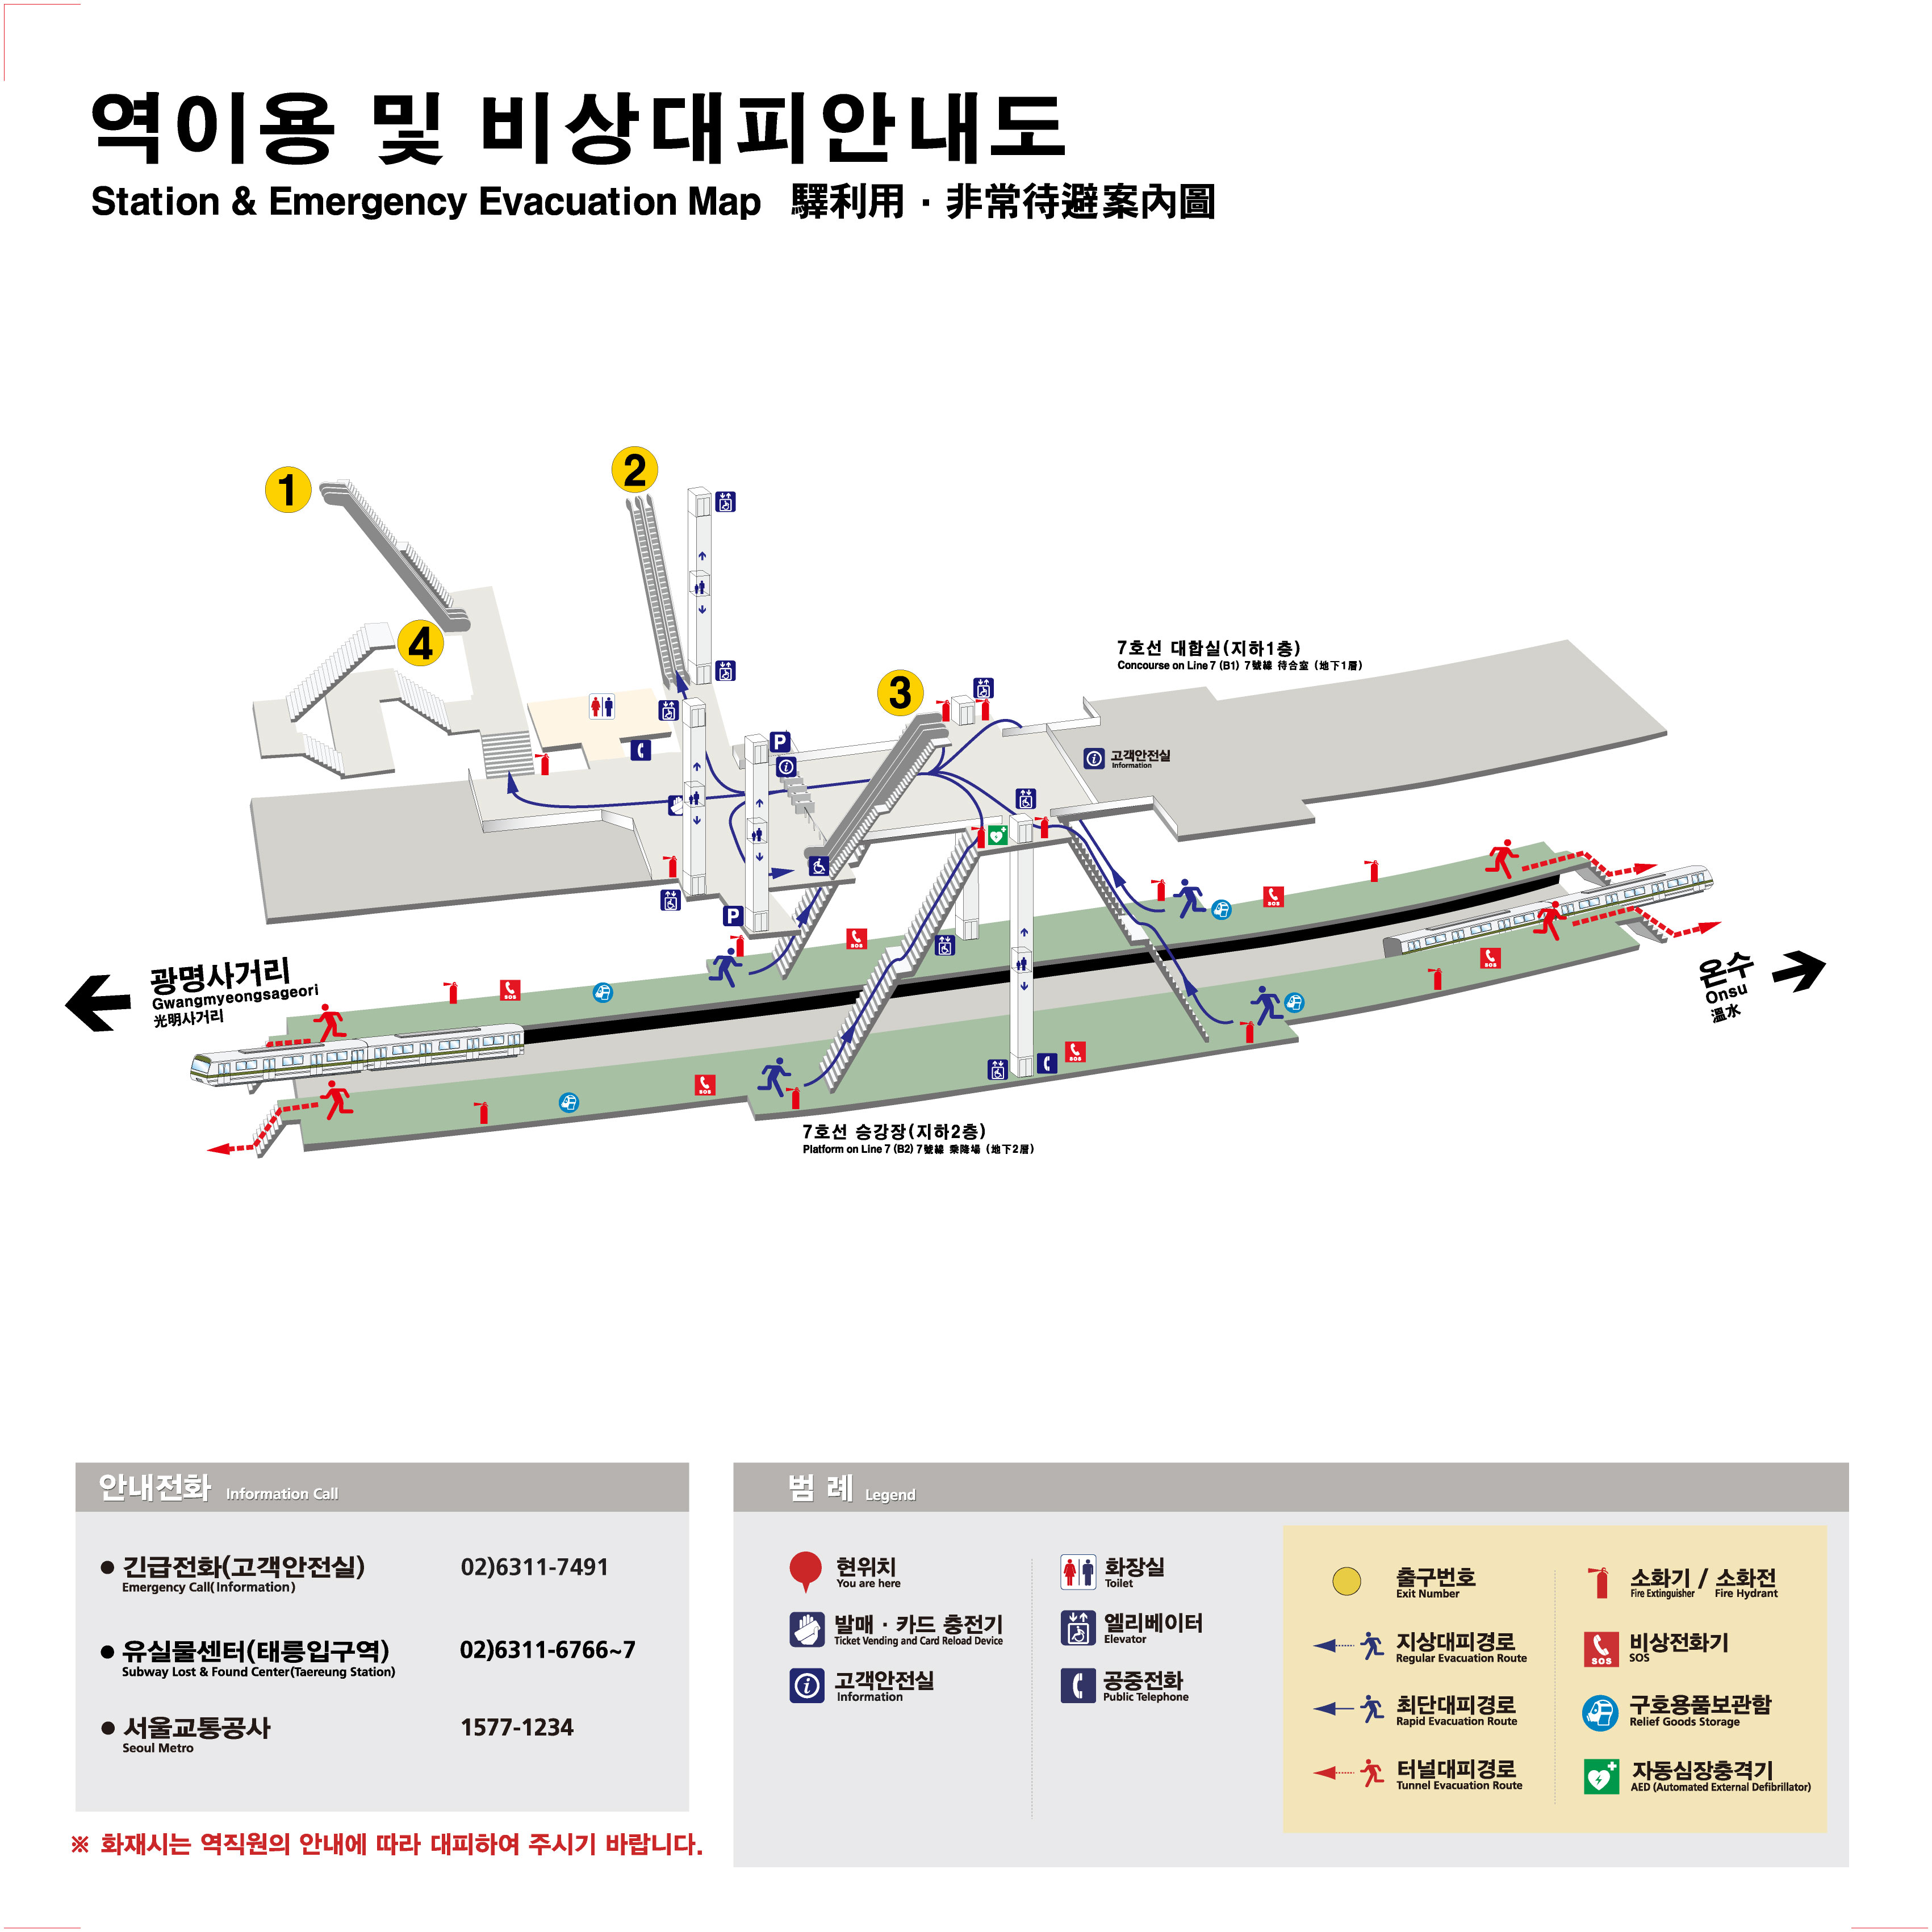 역이용 및 비상대피안내도
Station & Emergency Evacuation Map 驛利用 · 非常待避案內圖
1
2
4
3
7호선 대합실(지하1층)
Concourse on Line 7 (B1) 7號線 待合室 (地下1層)
P
고객안전실
Information
P
SOS
SOS
광명사거리
Gwangmyeongsageori
光明사거리
SOS
SOS
온수
Onsu
溫水
SOS
SOS
7호선 승강장(지하2층)
Platform on Line 7 (B2) 7號線 乘降場 (地下2層)
안내전화 Information Call
긴급전화(고객안전실) 02)6311-7491
Emergency Call(Information)
유실물센터(태릉입구역) 02)6311-6766~7
Subway Lost & Found Center(Taereung Station)
서울교통공사 1577-1234
Seoul Metro
※ 화재시는 역직원의 안내에 따라 대피하여 주시기 바랍니다.
범 례 Legend
현위치
You are here
발매 · 카드 충전기
Ticket Vending and Card Reload Device
고객안전실
Information
화장실
Toilet
엘리베이터
Elevator
공중전화
Public Telephone
출구번호
Exit Number
지상대피경로
Regular Evacuation Route
최단대피경로
Rapid Evacuation Route
터널대피경로
Tunnel Evacuation Route
소화기 / 소화전
Fire Extinguisher / Fire Hydrant
SOS
비상전화기
SOS
구호용품보관함
Relief Goods Storage
자동심장충격기
AED (Automated External Defibrillator)